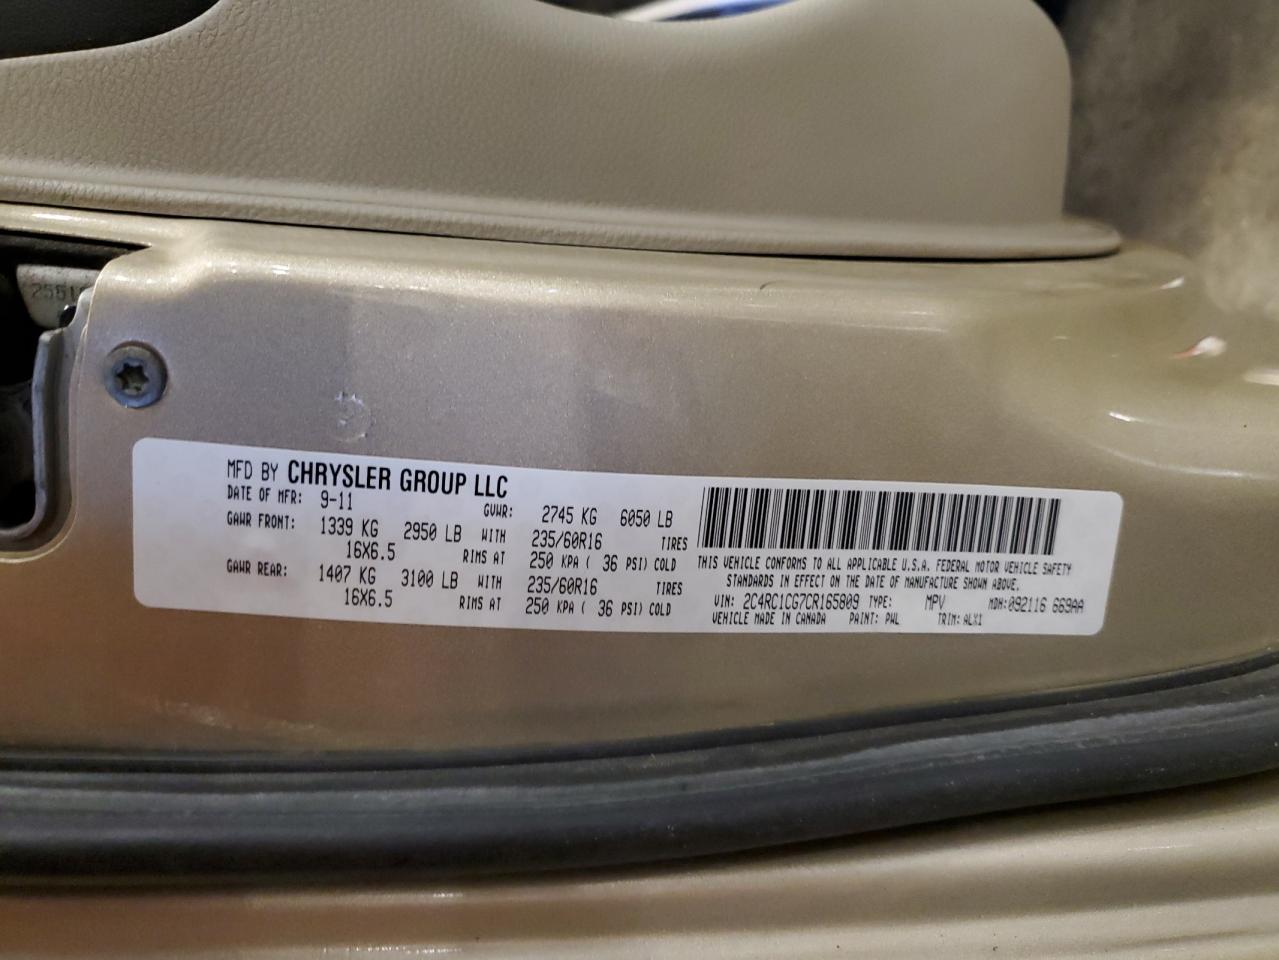 MFD BY CHRYSLER GROUP LLC
DATE OF MFR: 9-11 GVWR: 2745 KG 6050 LB
GAWR FRONT: 1339 KG 2950 LB WITH 235/60R16 TIRES
16X6.5 RIMS AT 250 KPA ( 36 PSI) COLD
GAWR REAR: 1407 KG 3100 LB WITH 235/60R16 TIRES
16X6.5 RIMS AT 250 KPA ( 36 PSI) COLD
THIS VEHICLE CONFORMS TO ALL APPLICABLE U.S.A. FEDERAL MOTOR VEHICLE SAFETY
STANDARDS IN EFFECT ON THE DATE OF MANUFACTURE SHOWN ABOVE.
VIN: 2C4RC1CG7CR165809 TYPE: MPV MDH: 092116 669AA
VEHICLE MADE IN CANADA PAINT: PWL TRIM: ALX1